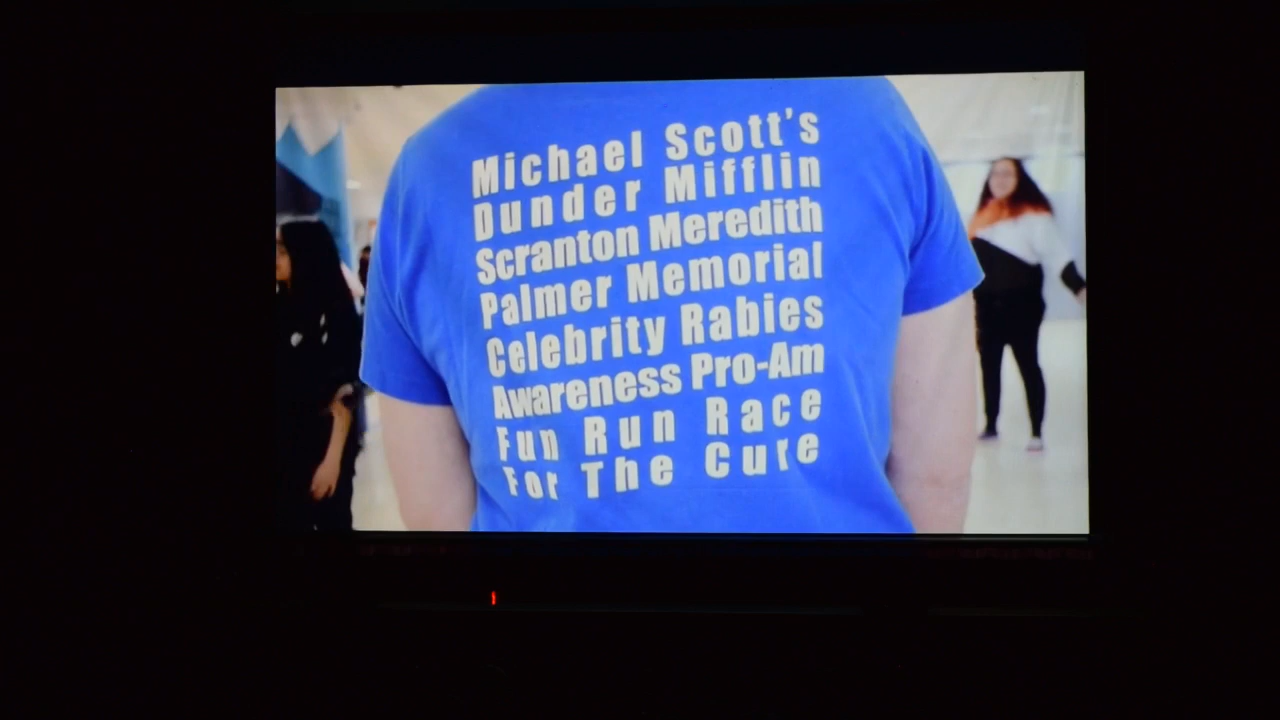 Michael Scott's
Dunder Mifflin
Scranton Meredith
Palmer Memorial
Celebrity Rabies
Awareness Pro-Am
Fun Run Race
For The Cure